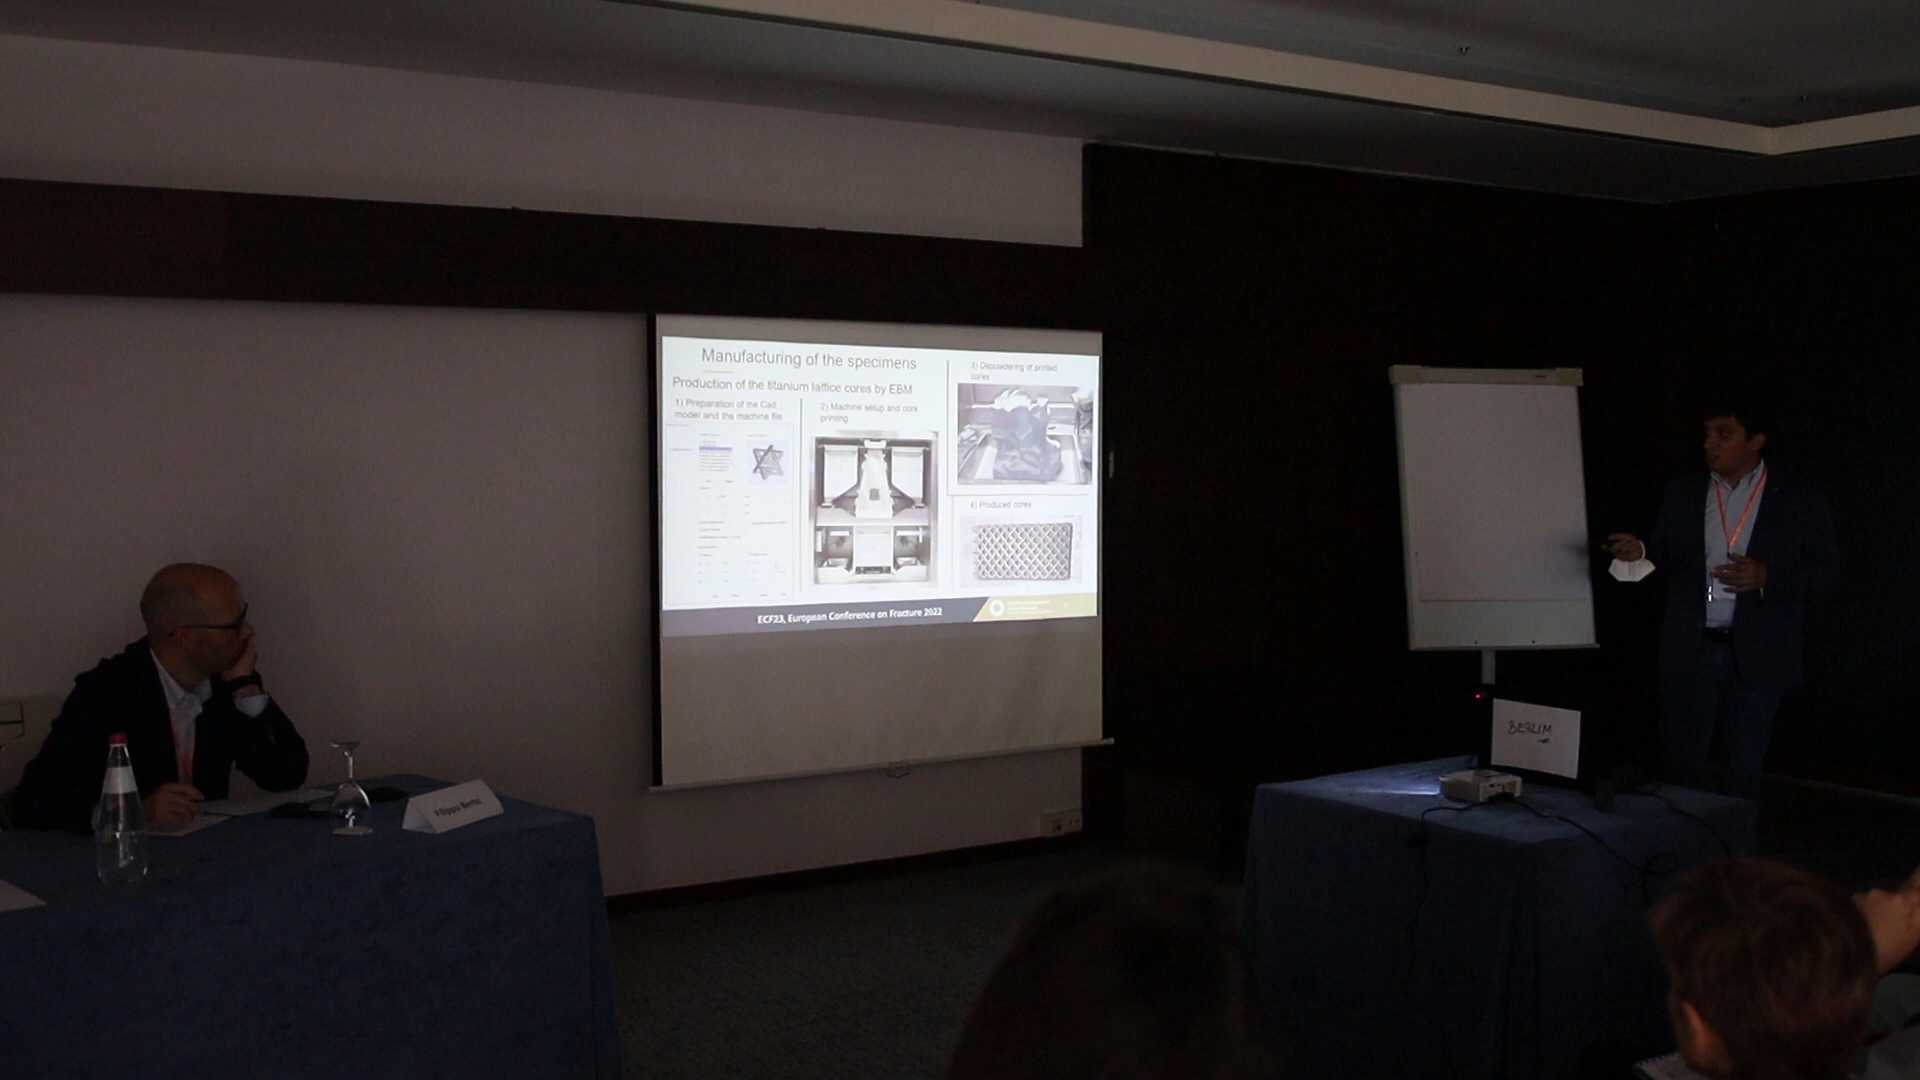 Manufacturing of the specimens
Production of the titanium lattice cores by EBM
1) Preparation of the Cad
model and the machine file
2) Machine setup and core
printing
3) Depowdering of printed
cores
4) Produced cores
ECF23, European Conference on Fracture 2022
Filippo Berto
BERLIM